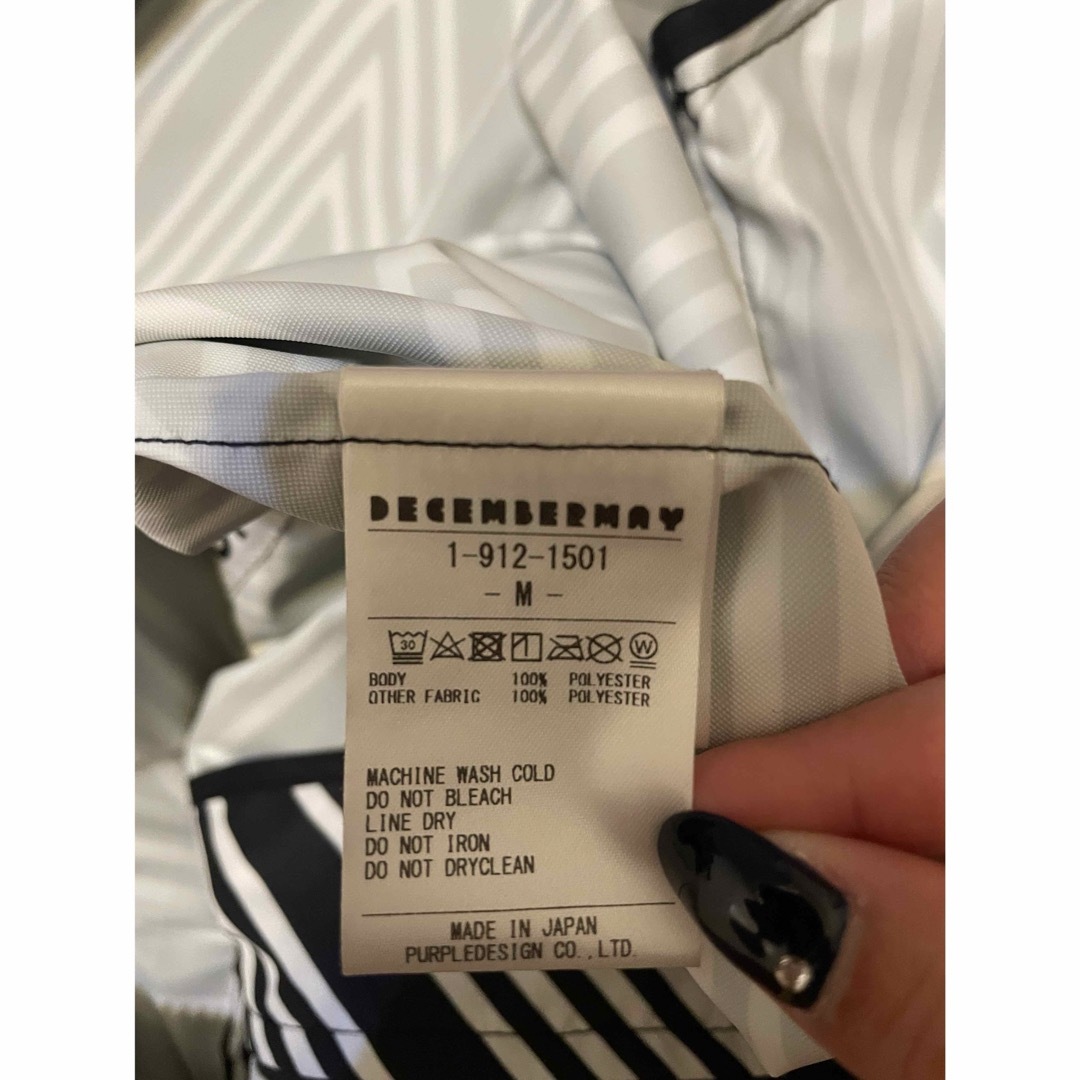 DECEMBERMAY
1-912-1501
- M -
30 W
BODY 100% POLYESTER
OTHER FABRIC 100% POLYESTER
MACHINE WASH COLD
DO NOT BLEACH
LINE DRY
DO NOT IRON
DO NOT DRYCLEAN
MADE IN JAPAN
PURPLEDESIGN CO.,LTD.